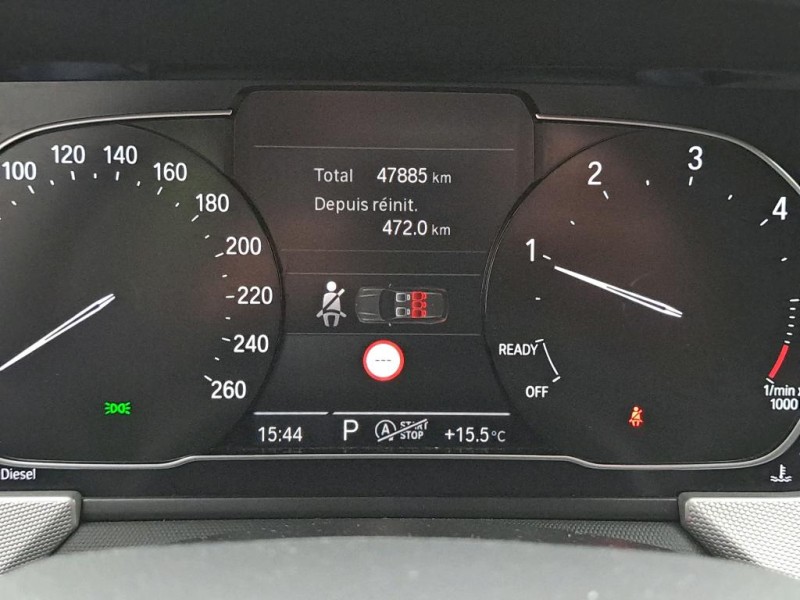 Total 47885 km
Depuis réinit.
472.0 km
100 120 140 160 180 200 220 240 260
1 2 3 4
READY
OFF
1/min x
1000
---
15:44 P A START STOP +15.5°C
Diesel